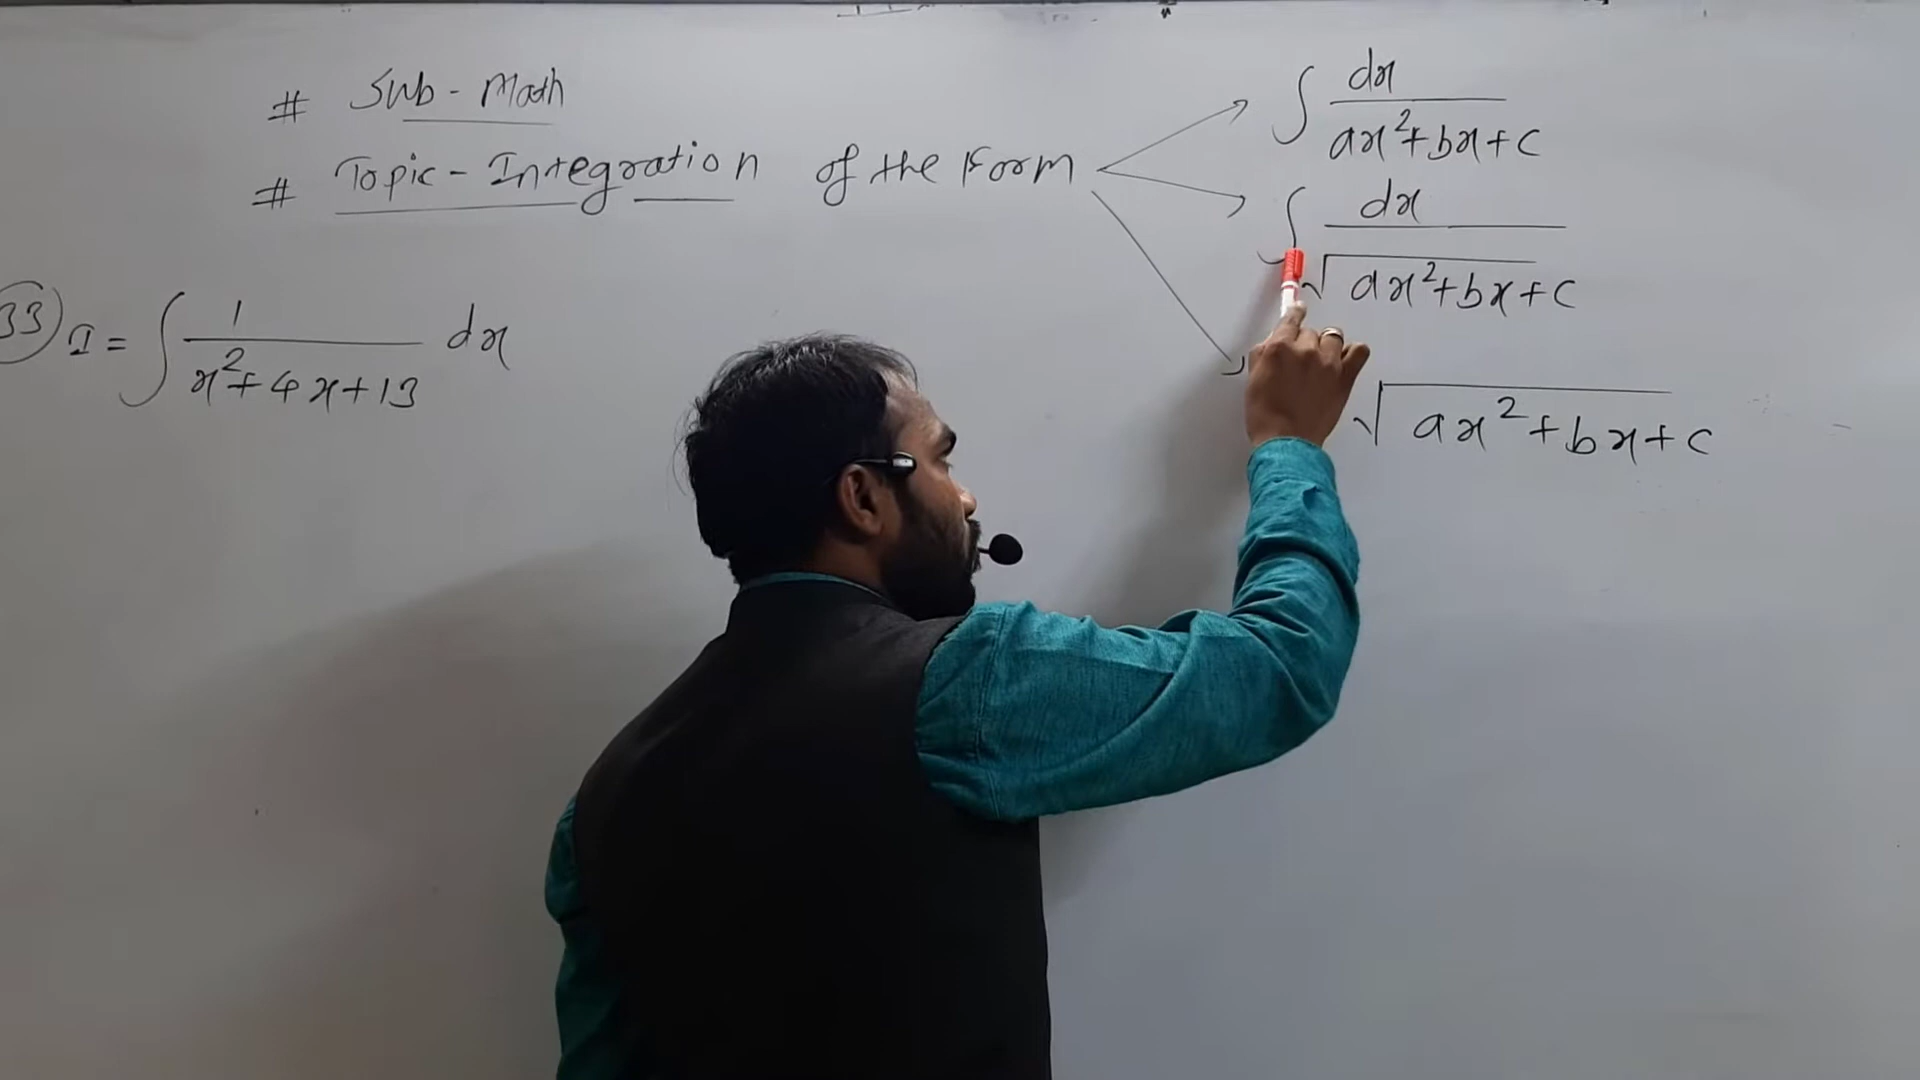 # Sub - Math
# Topic - Integration of the Form
∫ dx / ax²+bx+c
∫ dx / √ax²+bx+c
√ax²+bx+c
33) I = ∫ 1 / x²+4x+13 dx